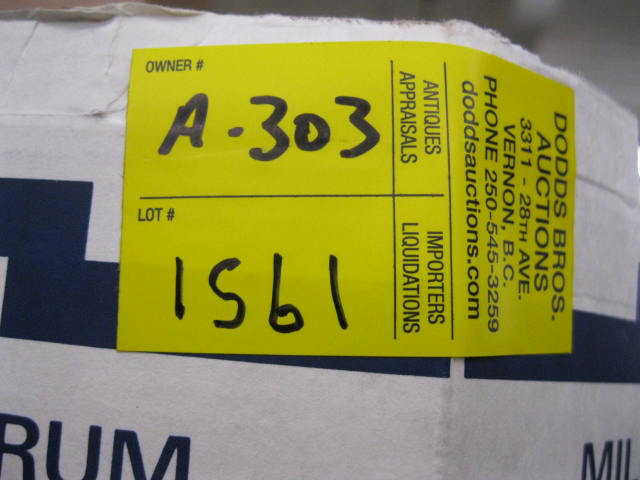 OWNER #
A-303
LOT #
1561
ANTIQUES
APPRAISALS
IMPORTERS
LIQUIDATIONS
DODDS BROS.
AUCTIONS
3311 - 28TH AVE.
VERNON, B.C.
PHONE 250-545-3259
doddsauctions.com
RUM
MIL